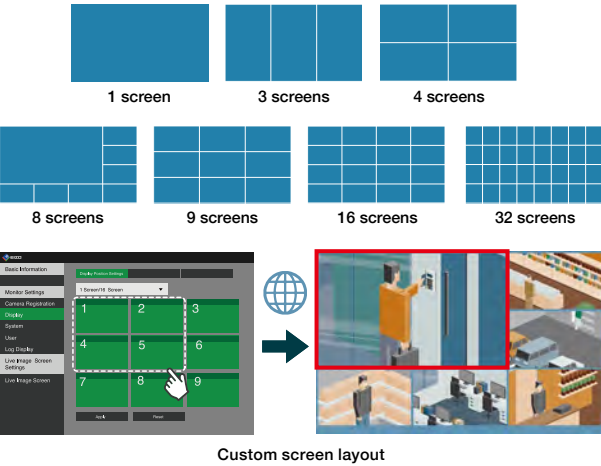 1 screen
3 screens
4 screens
8 screens
9 screens
16 screens
32 screens
EIZO
Basic Information
Display Position Settings
Monitor Settings
1 Screen/16 Screen
Camera Registration
Display
System
User
Log Display
Live Image Screen
Settings
Live Image Screen
1
2
3
4
5
6
7
8
9
Apply
Reset
Custom screen layout